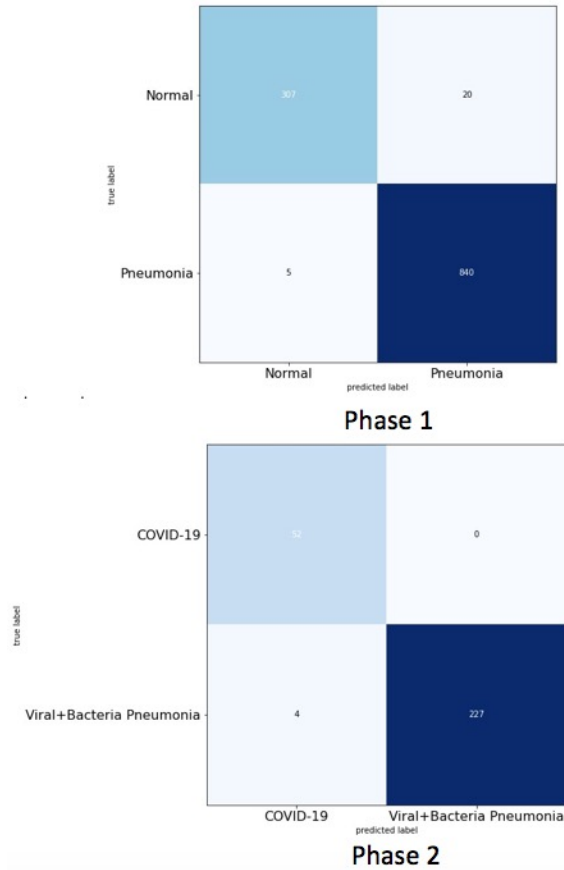 Normal
307
20
true label
Pneumonia
5
840
Normal
Pneumonia
predicted label
Phase 1
COVID-19
52
0
true label
Viral+Bacteria Pneumonia
4
227
COVID-19
Viral+Bacteria Pneumonia
predicted label
Phase 2